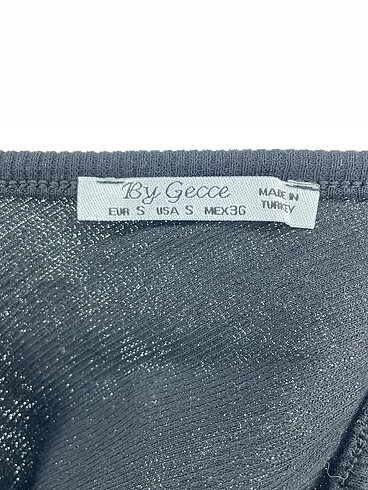 By Gecce
EUR S USA S MEX36
MADE IN
TURKEY